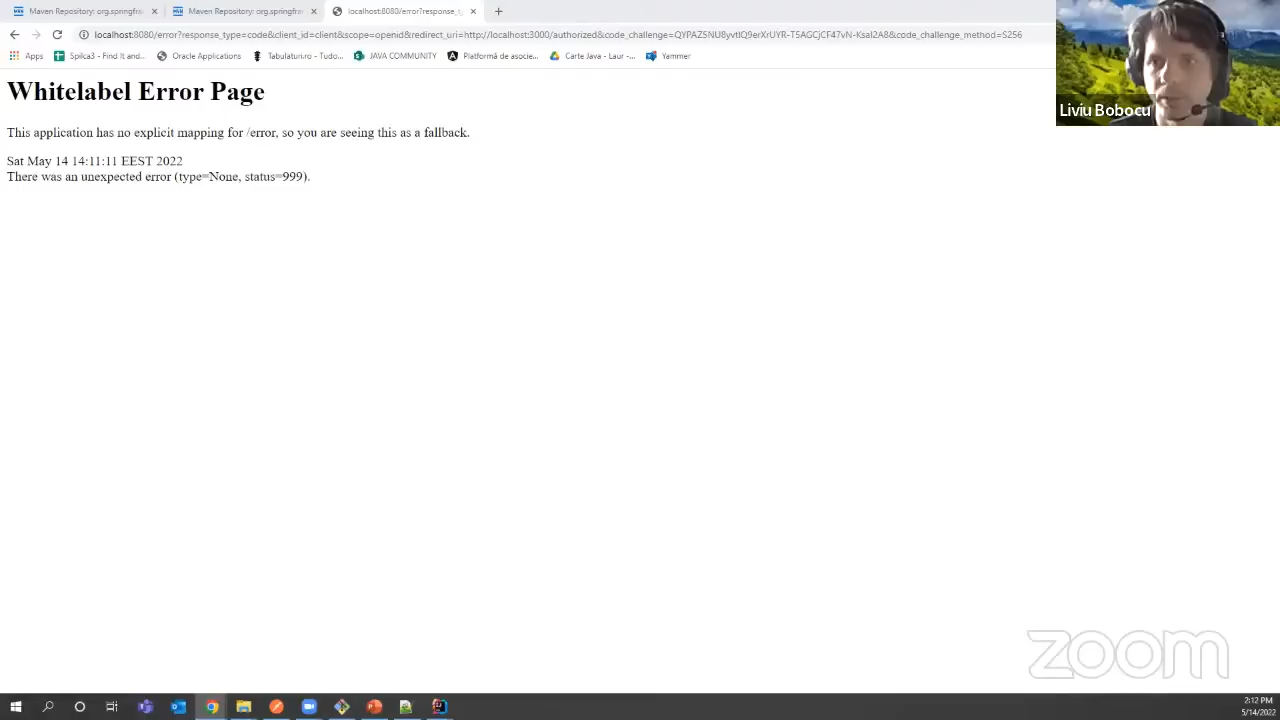 Maven Repository: org.springfra
Maven Repository: org.springfra
localhost:8080/error?response_t
localhost:8080/error?response_type=code&client_id=client&scope=openid&redirect_uri=http://localhost:3000/authorized&code_challenge=QYPAZ5NU8yvtIQ9erXrUYR-TSAGCjCF47vN-KsaI2A8&code_challenge_method=S256
Apps
Spilca3 - Find It and...
Oracle Applications
Tabulaturi.ro - Tudo...
JAVA COMMUNITY
Platformă de asocie...
Carte Java - Laur -...
Yammer
Whitelabel Error Page
This application has no explicit mapping for /error, so you are seeing this as a fallback.
Sat May 14 14:11:11 EEST 2022
There was an unexpected error (type=None, status=999).
Liviu Bobocu
zoom
2:12 PM
5/14/2022